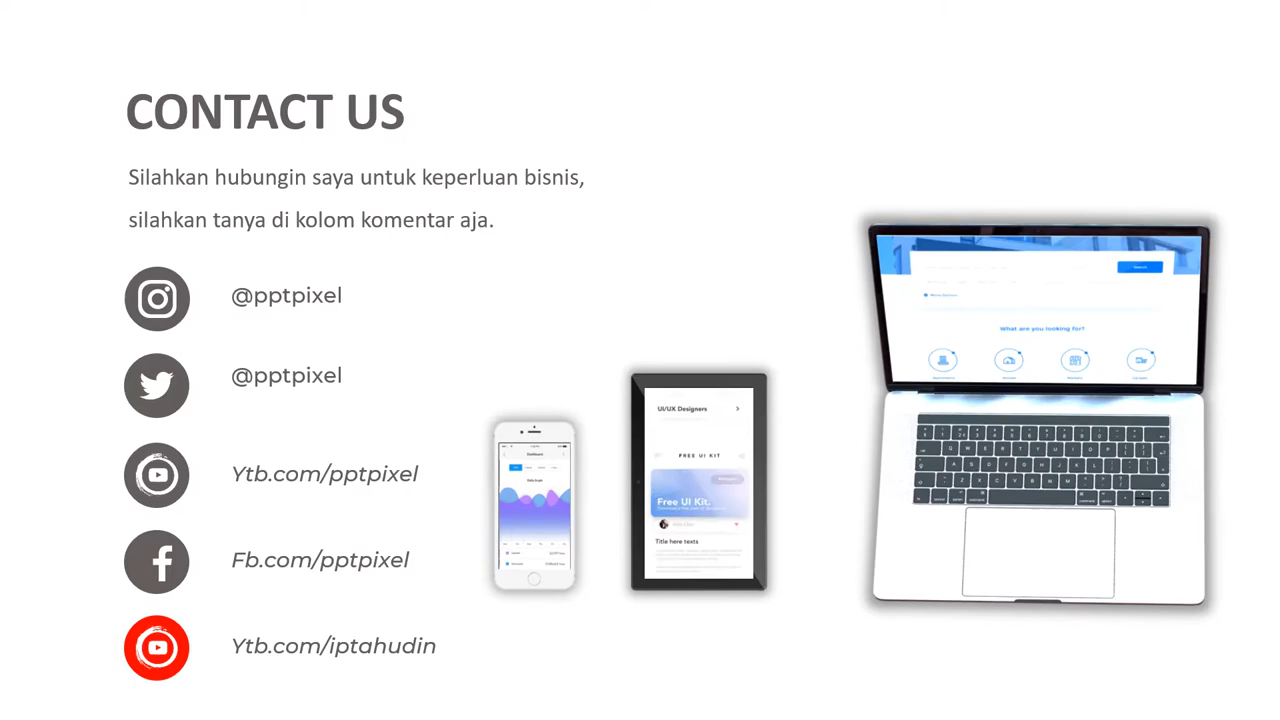 CONTACT US
Silahkan hubungin saya untuk keperluan bisnis,
silahkan tanya di kolom komentar aja.
@pptpixel
@pptpixel
Ytb.com/pptpixel
Fb.com/pptpixel
Ytb.com/iptahudin
Dashboard
UI/UX Designers
FREE UI KIT
Free UI Kit.
Title here texts
What are you looking for?